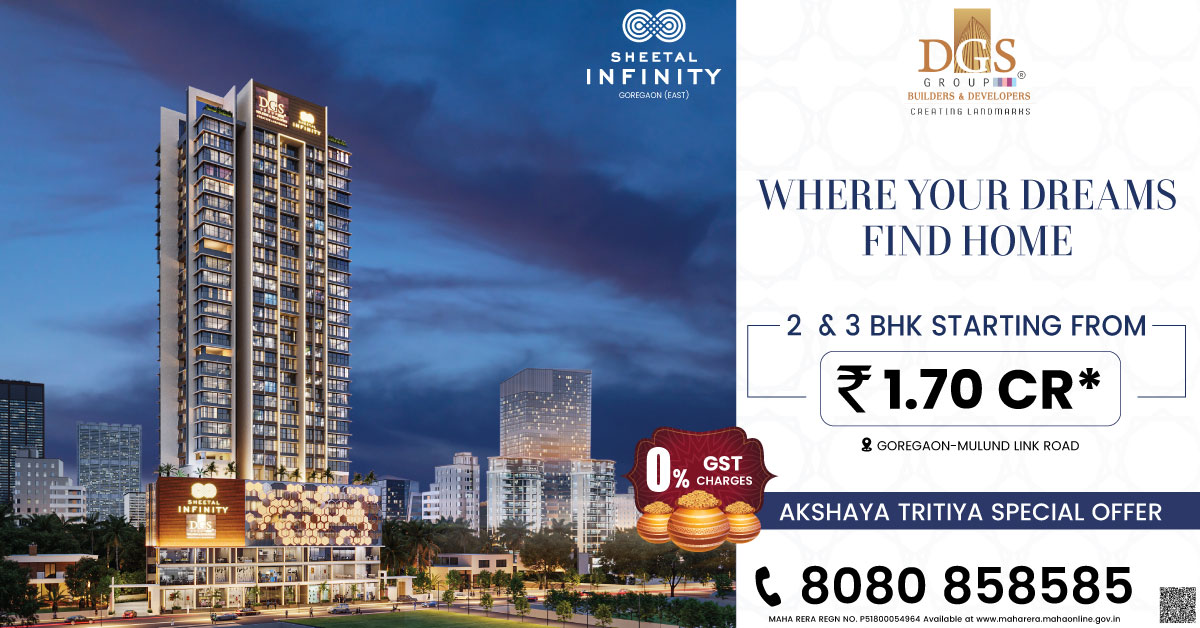 SHEETAL
INFINITY
GOREGAON (EAST)
DGS
GROUP®
BUILDERS & DEVELOPERS
CREATING LANDMARKS
WHERE YOUR DREAMS
FIND HOME
2 & 3 BHK STARTING FROM
₹ 1.70 CR*
GOREGAON-MULUND LINK ROAD
0% GST
CHARGES
AKSHAYA TRITIYA SPECIAL OFFER
8080 858585
MAHA RERA REGN NO. P51800054964 Available at www.maharera.mahaonline.gov.in
DGS
INFINITY
SHEETAL
INFINITY
DGS